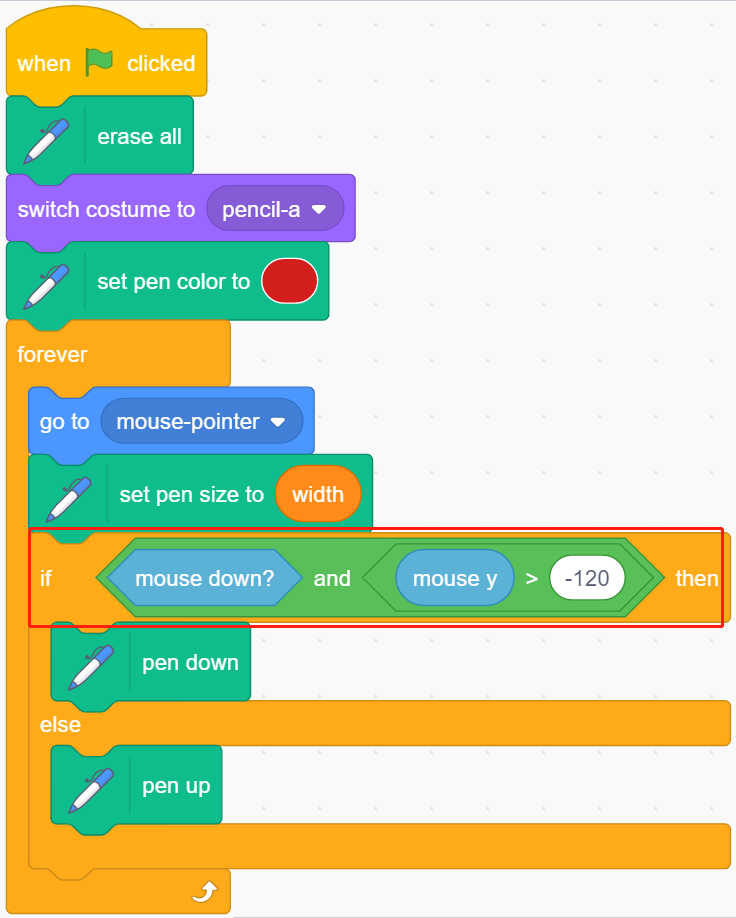 when clicked
erase all
switch costume to pencil-a
set pen color to
forever
go to mouse-pointer
set pen size to width
if mouse down? and mouse y > -120 then
pen down
else
pen up